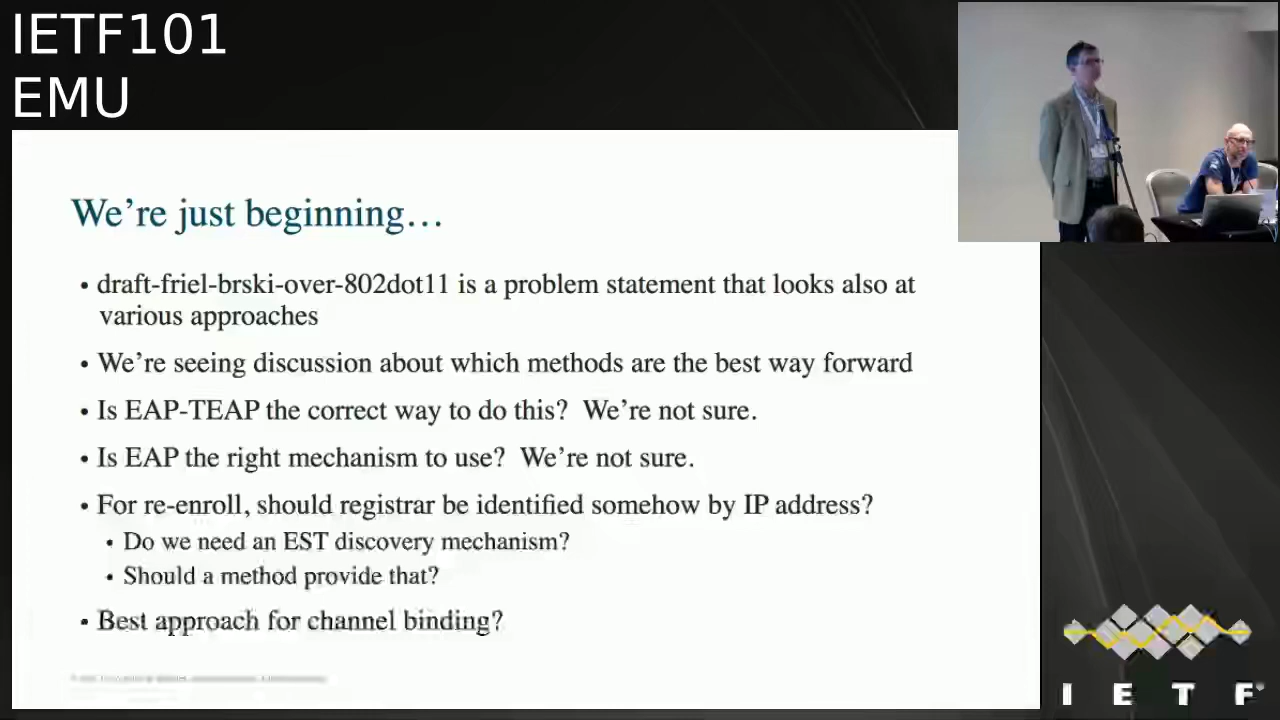 IETF101
EMU
We're just beginning…
• draft-friel-brski-over-802dot11 is a problem statement that looks also at
various approaches
• We're seeing discussion about which methods are the best way forward
• Is EAP-TEAP the correct way to do this?  We're not sure.
• Is EAP the right mechanism to use?  We're not sure.
• For re-enroll, should registrar be identified somehow by IP address?
• Do we need an EST discovery mechanism?
• Should a method provide that?
• Best approach for channel binding?
I E T F